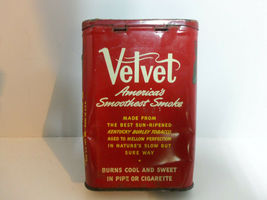 Velvet
America's
Smoothest Smoke
MADE FROM
THE BEST SUN-RIPENED
KENTUCKY BURLEY TOBACCO
AGED TO MELLOW PERFECTION
IN NATURE'S SLOW BUT
SURE WAY
BURNS COOL AND SWEET
IN PIPE OR CIGARETTE